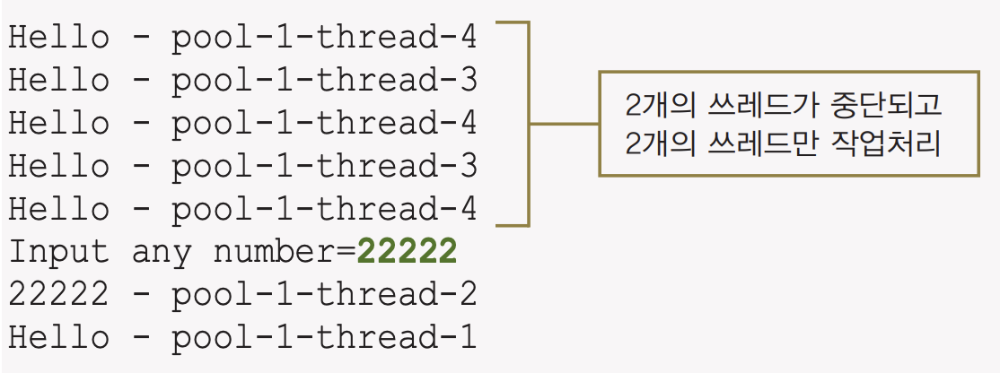 Hello - pool-1-thread-4
Hello - pool-1-thread-3
Hello - pool-1-thread-4
Hello - pool-1-thread-3
Hello - pool-1-thread-4
Input any number=22222
22222 - pool-1-thread-2
Hello - pool-1-thread-1
2개의 쓰레드가 중단되고
2개의 쓰레드만 작업처리